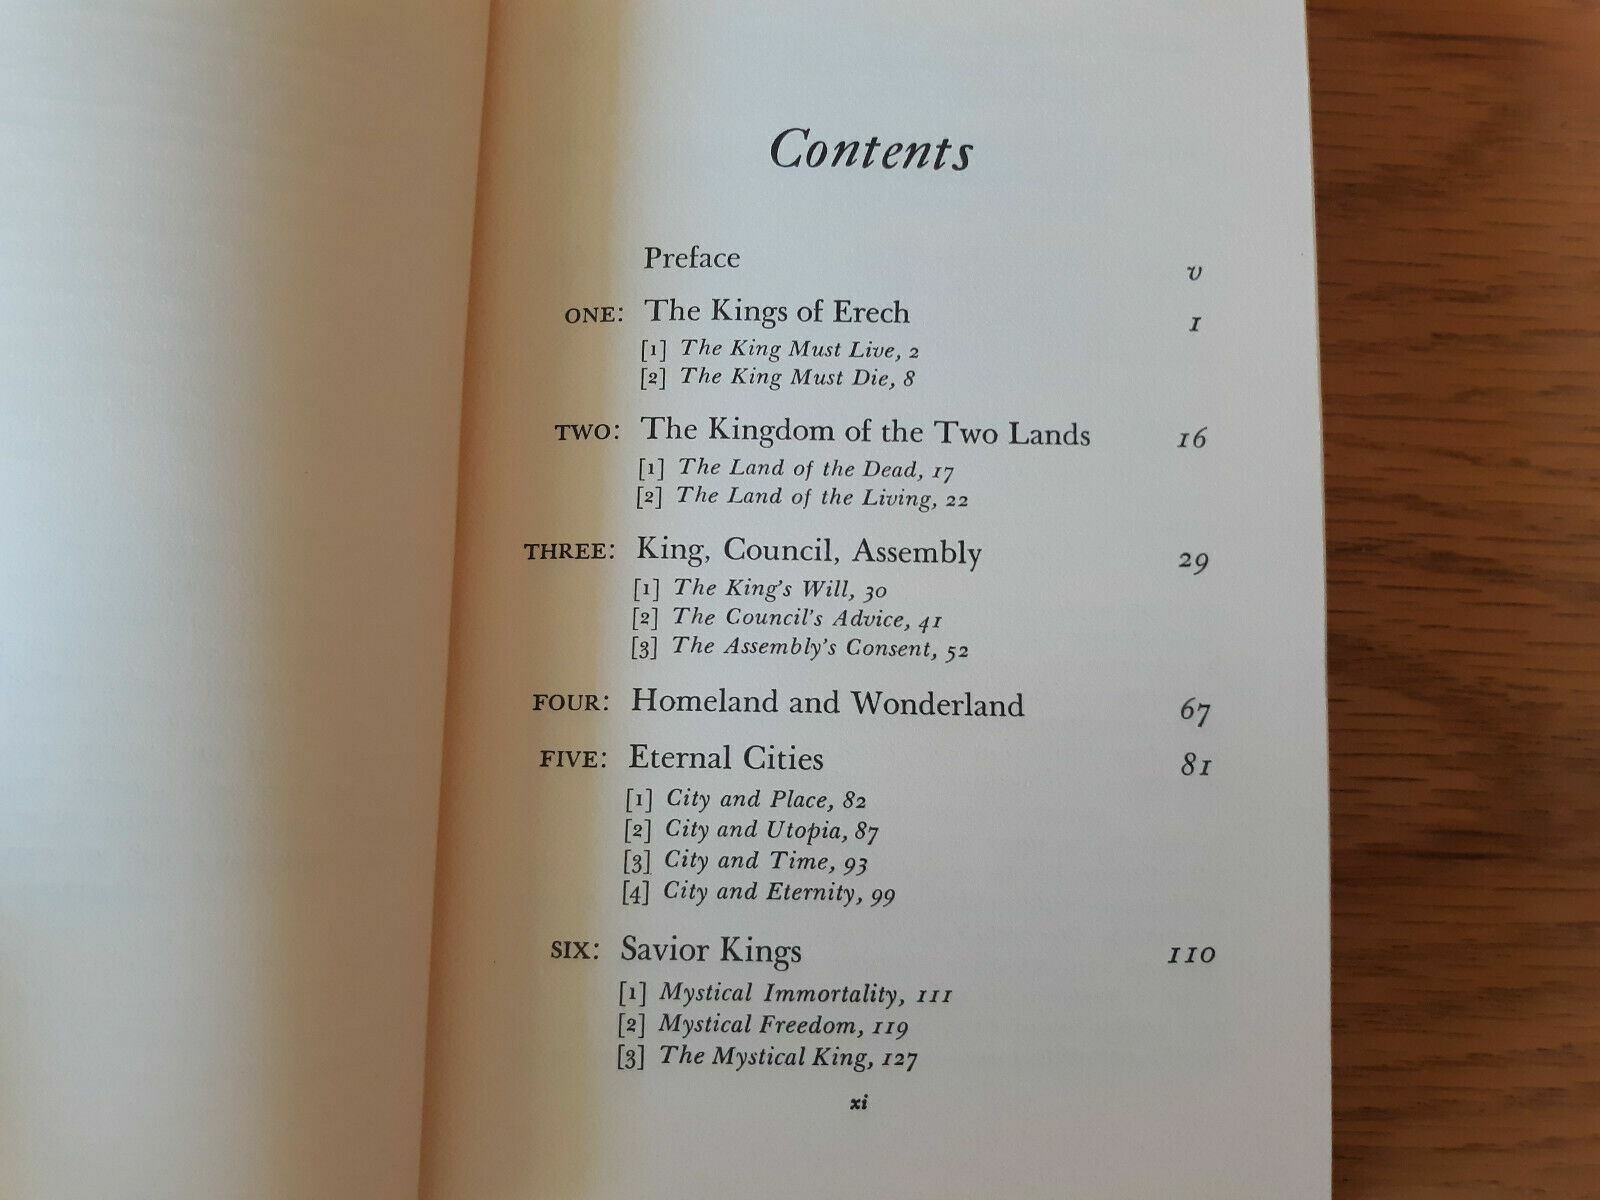 Contents
Preface v
ONE: The Kings of Erech 1
[1] The King Must Live, 2
[2] The King Must Die, 8
TWO: The Kingdom of the Two Lands 16
[1] The Land of the Dead, 17
[2] The Land of the Living, 22
THREE: King, Council, Assembly 29
[1] The King's Will, 30
[2] The Council's Advice, 41
[3] The Assembly's Consent, 52
FOUR: Homeland and Wonderland 67
FIVE: Eternal Cities 81
[1] City and Place, 82
[2] City and Utopia, 87
[3] City and Time, 93
[4] City and Eternity, 99
SIX: Savior Kings 110
[1] Mystical Immortality, 111
[2] Mystical Freedom, 119
[3] The Mystical King, 127
xi